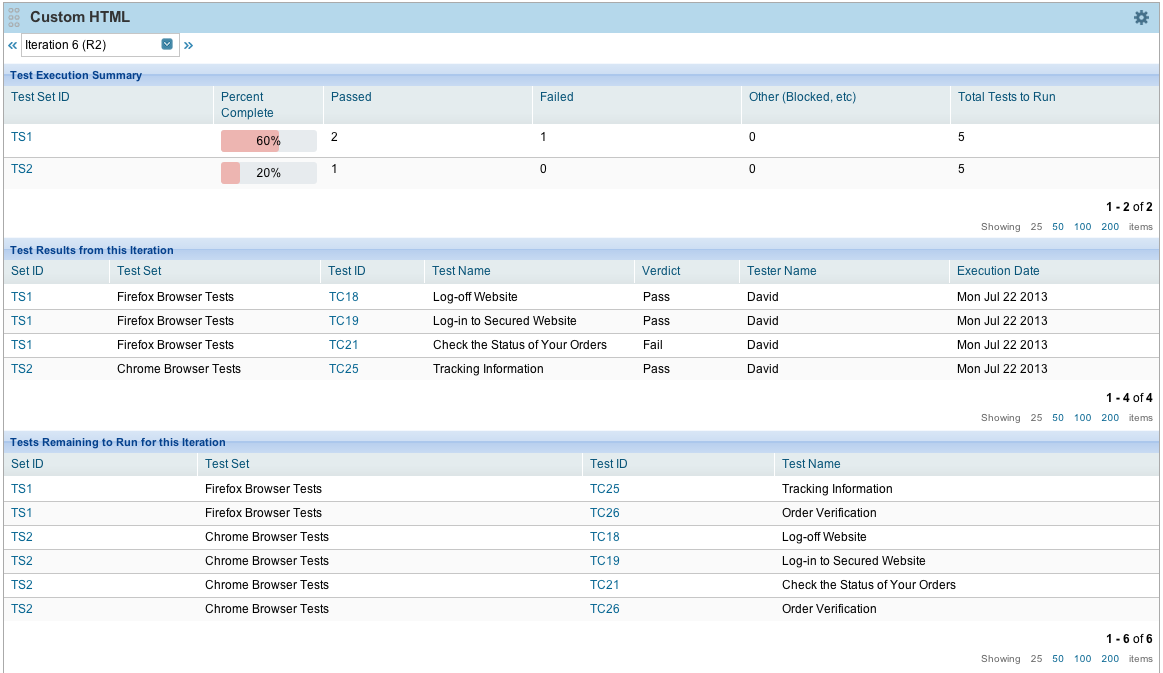 Custom HTML
« Iteration 6 (R2) »
Test Execution Summary
Test Set ID Percent Complete Passed Failed Other (Blocked, etc) Total Tests to Run
TS1 60% 2 1 0 5
TS2 20% 1 0 0 5
1 - 2 of 2
Showing 25 50 100 200 items
Test Results from this Iteration
Set ID Test Set Test ID Test Name Verdict Tester Name Execution Date
TS1 Firefox Browser Tests TC18 Log-off Website Pass David Mon Jul 22 2013
TS1 Firefox Browser Tests TC19 Log-in to Secured Website Pass David Mon Jul 22 2013
TS1 Firefox Browser Tests TC21 Check the Status of Your Orders Fail David Mon Jul 22 2013
TS2 Chrome Browser Tests TC25 Tracking Information Pass David Mon Jul 22 2013
1 - 4 of 4
Showing 25 50 100 200 items
Tests Remaining to Run for this Iteration
Set ID Test Set Test ID Test Name
TS1 Firefox Browser Tests TC25 Tracking Information
TS1 Firefox Browser Tests TC26 Order Verification
TS2 Chrome Browser Tests TC18 Log-off Website
TS2 Chrome Browser Tests TC19 Log-in to Secured Website
TS2 Chrome Browser Tests TC21 Check the Status of Your Orders
TS2 Chrome Browser Tests TC26 Order Verification
1 - 6 of 6
Showing 25 50 100 200 items